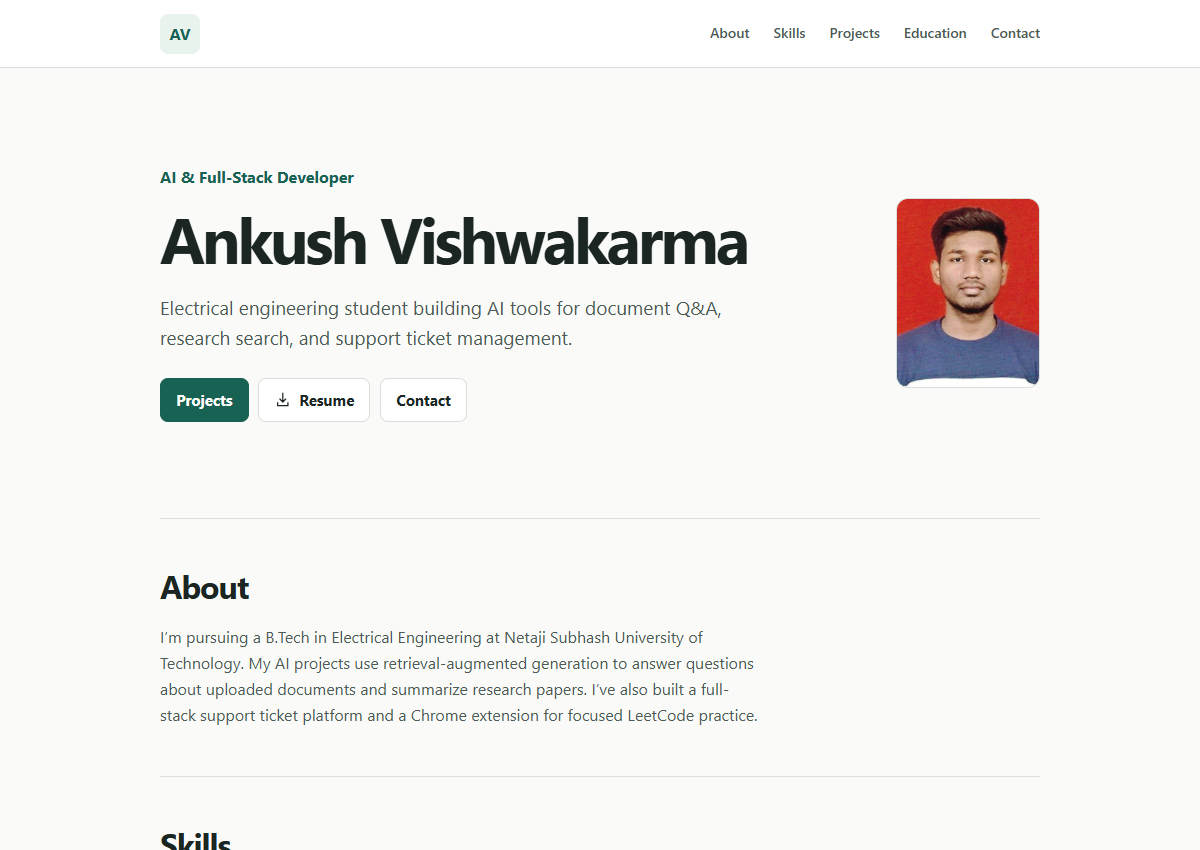 AV
About Skills Projects Education Contact
AI & Full-Stack Developer
Ankush Vishwakarma
Electrical engineering student building AI tools for document Q&A,
research search, and support ticket management.
Projects Resume Contact
About
I’m pursuing a B.Tech in Electrical Engineering at Netaji Subhash University of
Technology. My AI projects use retrieval-augmented generation to answer questions
about uploaded documents and summarize research papers. I’ve also built a full-
stack support ticket platform and a Chrome extension for focused LeetCode practice.
Skills